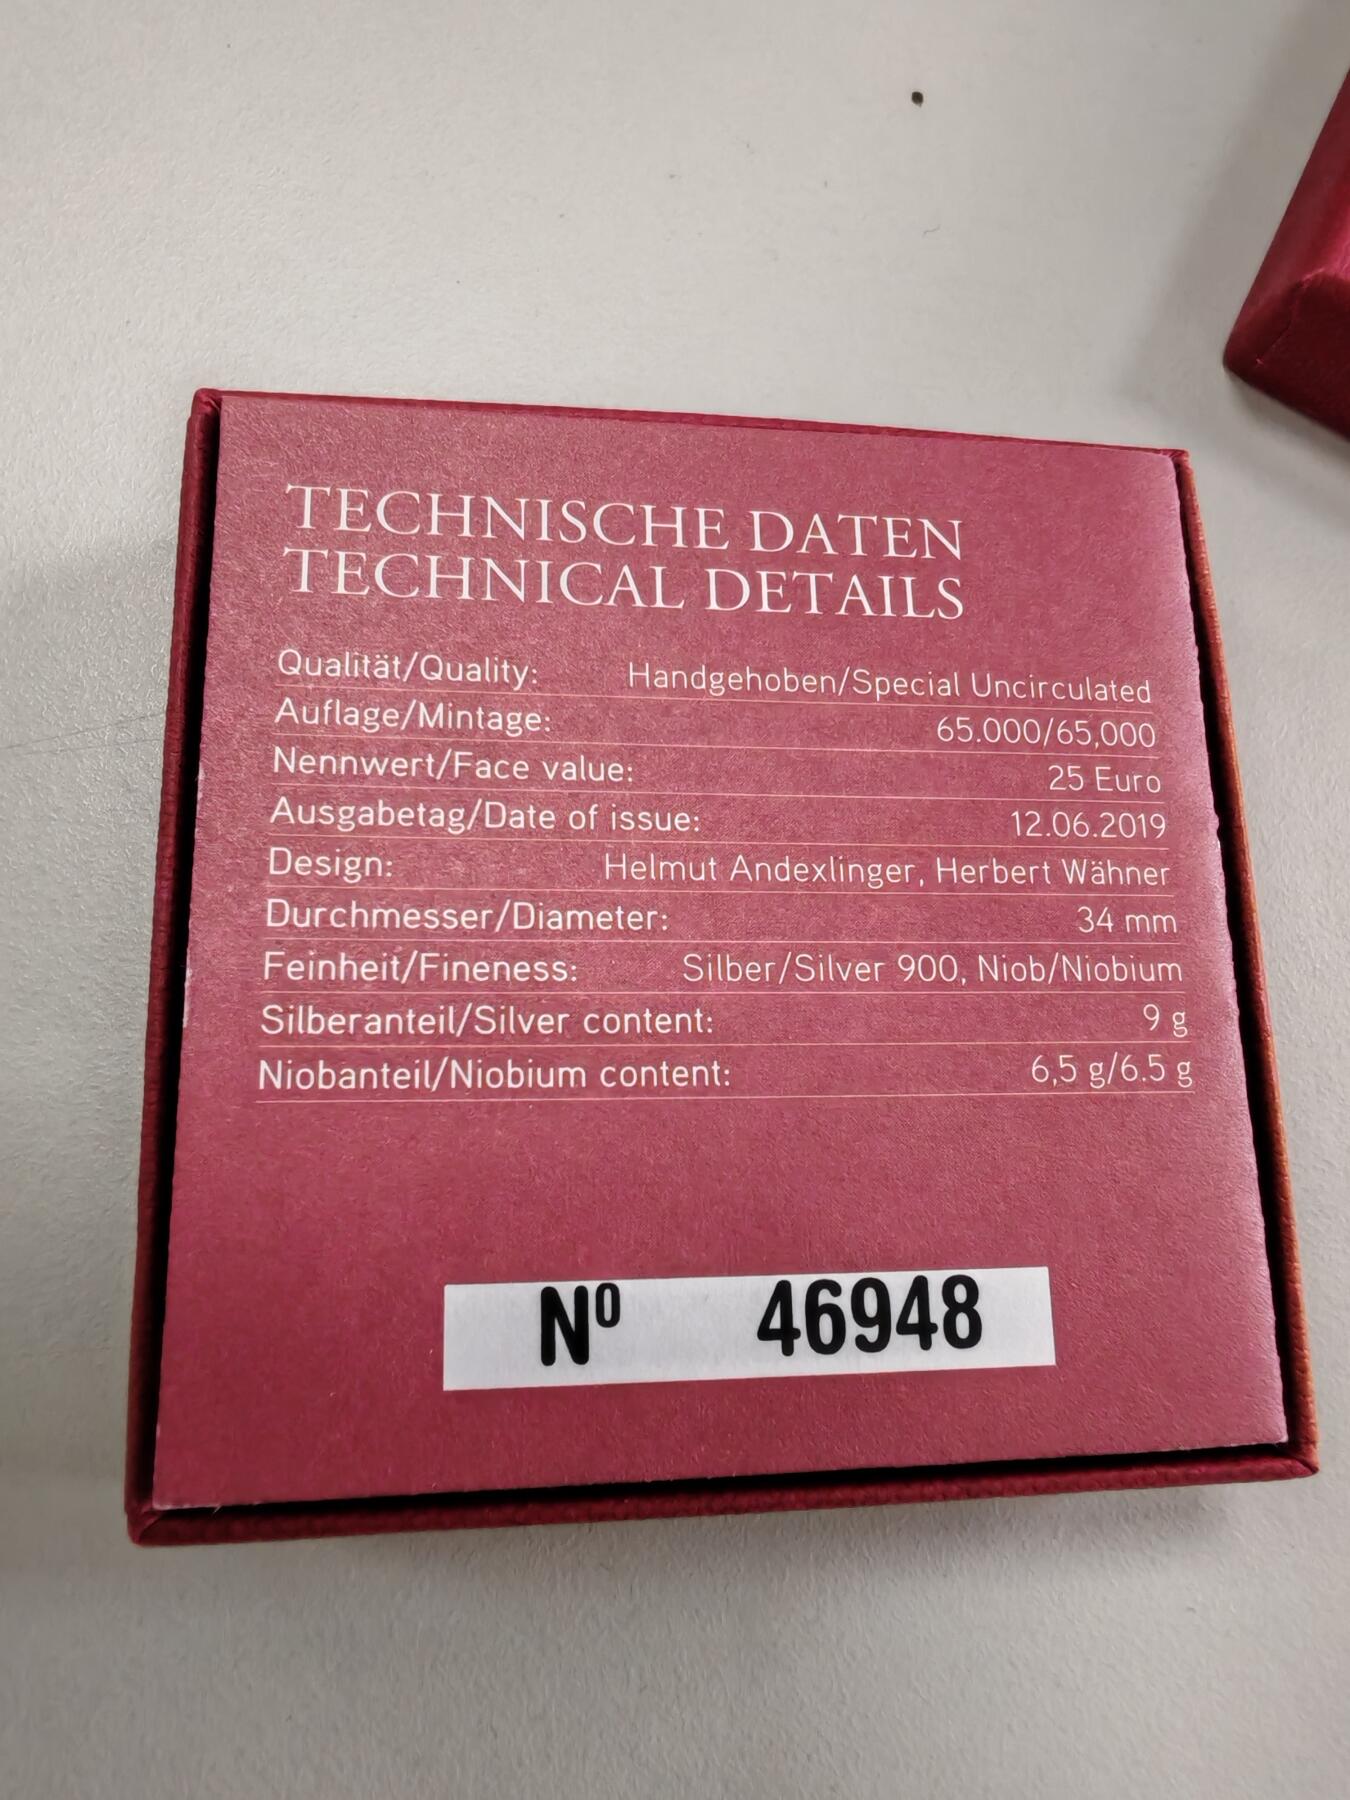 TECHNISCHE DATEN
TECHNICAL DETAILS
Qualität/Quality: Handgehoben/Special Uncirculated
Auflage/Mintage: 65.000/65,000
Nennwert/Face value: 25 Euro
Ausgabetag/Date of issue: 12.06.2019
Design: Helmut Andexlinger, Herbert Wähner
Durchmesser/Diameter: 34 mm
Feinheit/Fineness: Silber/Silver 900, Niob/Niobium
Silberanteil/Silver content: 9 g
Niobanteil/Niobium content: 6,5 g/6.5 g
Nº 46948